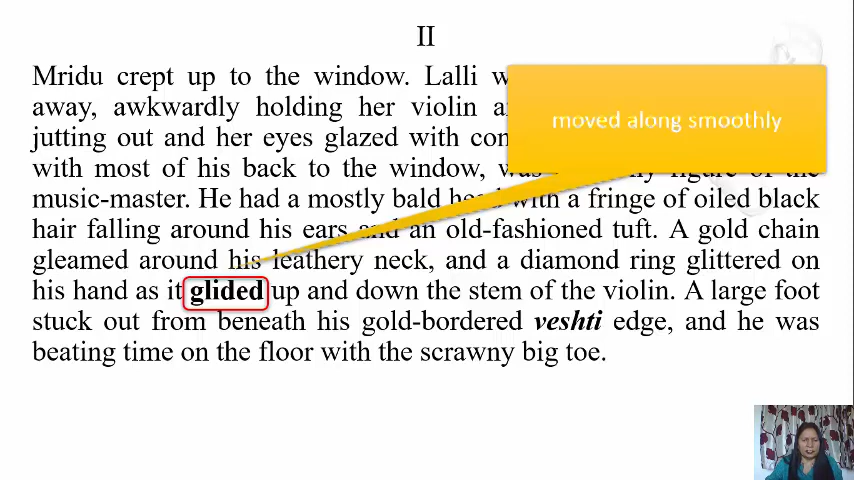 II
Mridu crept up to the window. Lalli
away, awkwardly holding her violin
moved along smoothly
jutting out and her eyes glazed with
with most of his back to the window, figure of the
music-master. He had a mostly bald head with a fringe of oiled black
hair falling around his ears and an old-fashioned tuft. A gold chain
gleamed around his leathery neck, and a diamond ring glittered on
his hand as it glided up and down the stem of the violin. A large foot
stuck out from beneath his gold-bordered veshti edge, and he was
beating time on the floor with the scrawny big toe.